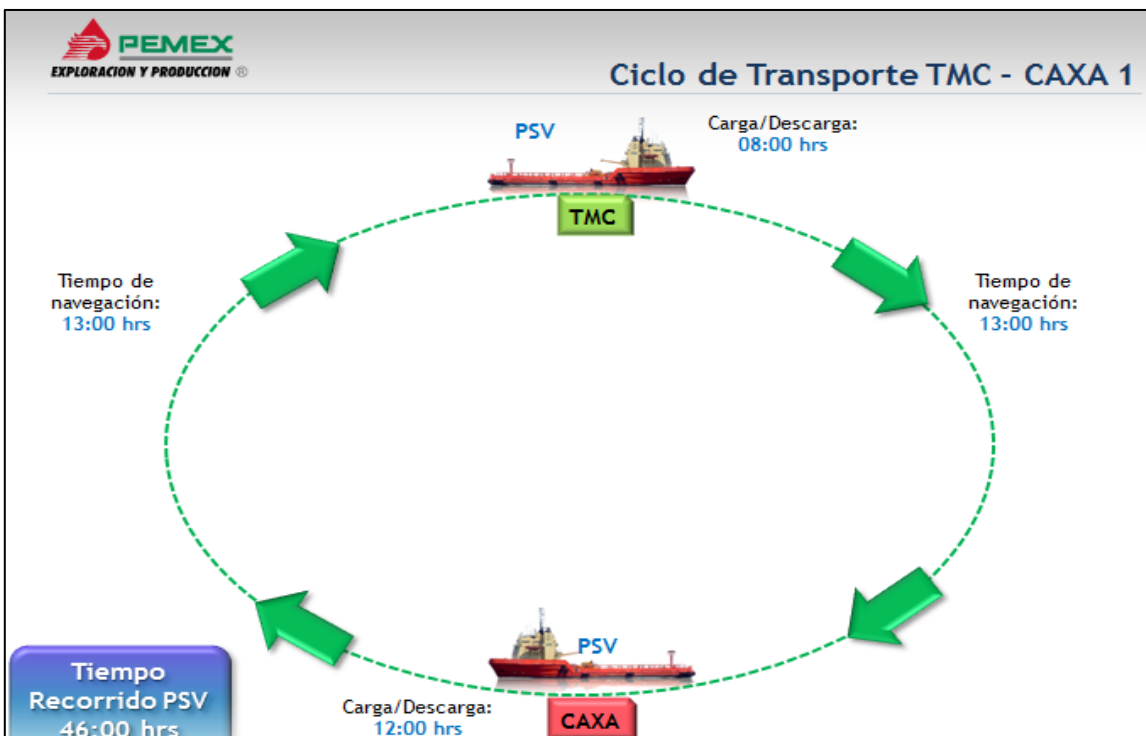 PEMEX
EXPLORACION Y PRODUCCION ®
Ciclo de Transporte TMC - CAXA 1
PSV
Carga/Descarga:
08:00 hrs
TMC
Tiempo de
navegación:
13:00 hrs
Tiempo de
navegación:
13:00 hrs
PSV
Tiempo
Recorrido PSV
46:00 hrs
Carga/Descarga:
12:00 hrs
CAXA